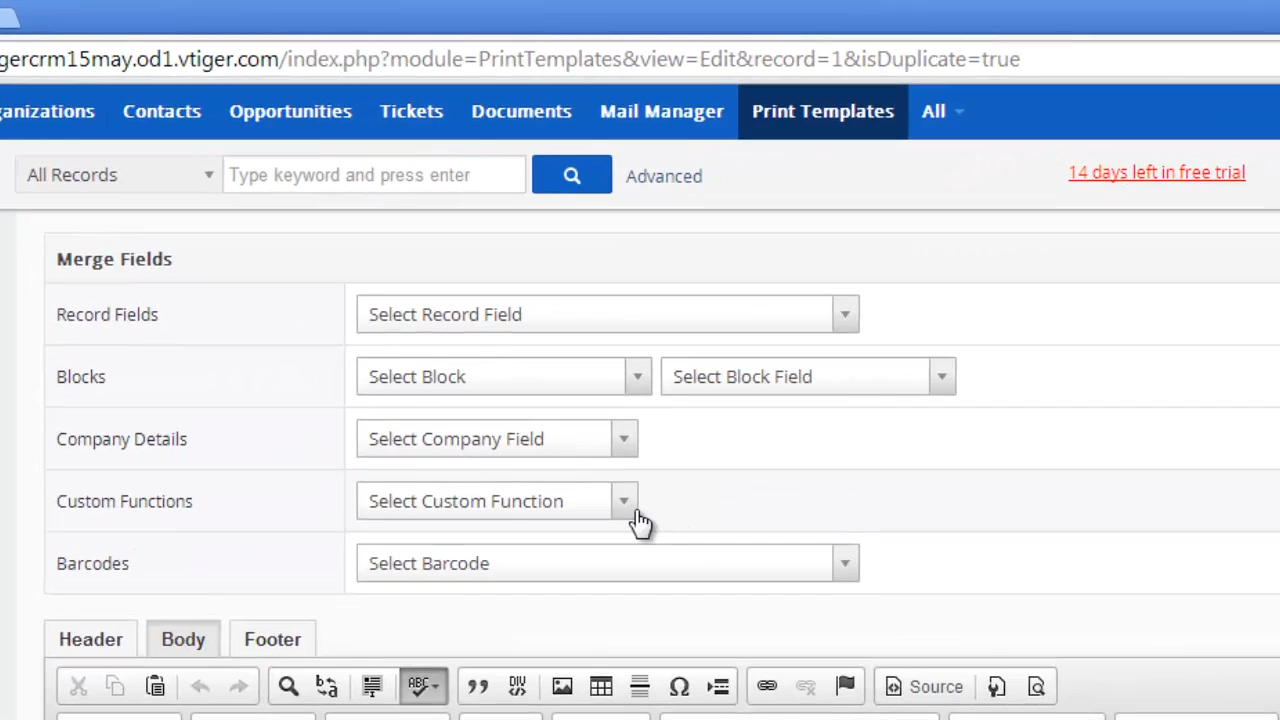 gercrm15may.od1.vtiger.com/index.php?module=PrintTemplates&view=Edit&record=1&isDuplicate=true
ganizations Contacts Opportunities Tickets Documents Mail Manager Print Templates All
All Records Type keyword and press enter Advanced 14 days left in free trial
Merge Fields
Record Fields Select Record Field
Blocks Select Block Select Block Field
Company Details Select Company Field
Custom Functions Select Custom Function
Barcodes Select Barcode
Header Body Footer
ABC DIV Source